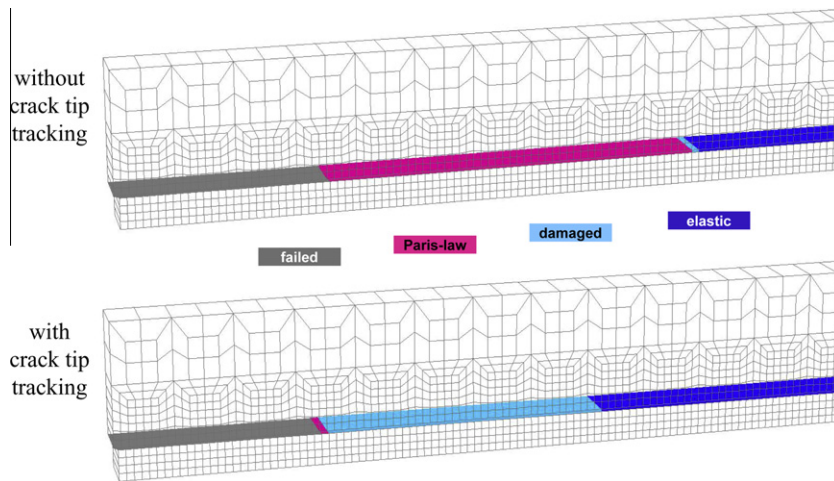 without
crack tip
tracking
elastic
damaged
Paris-law
failed
with
crack tip
tracking